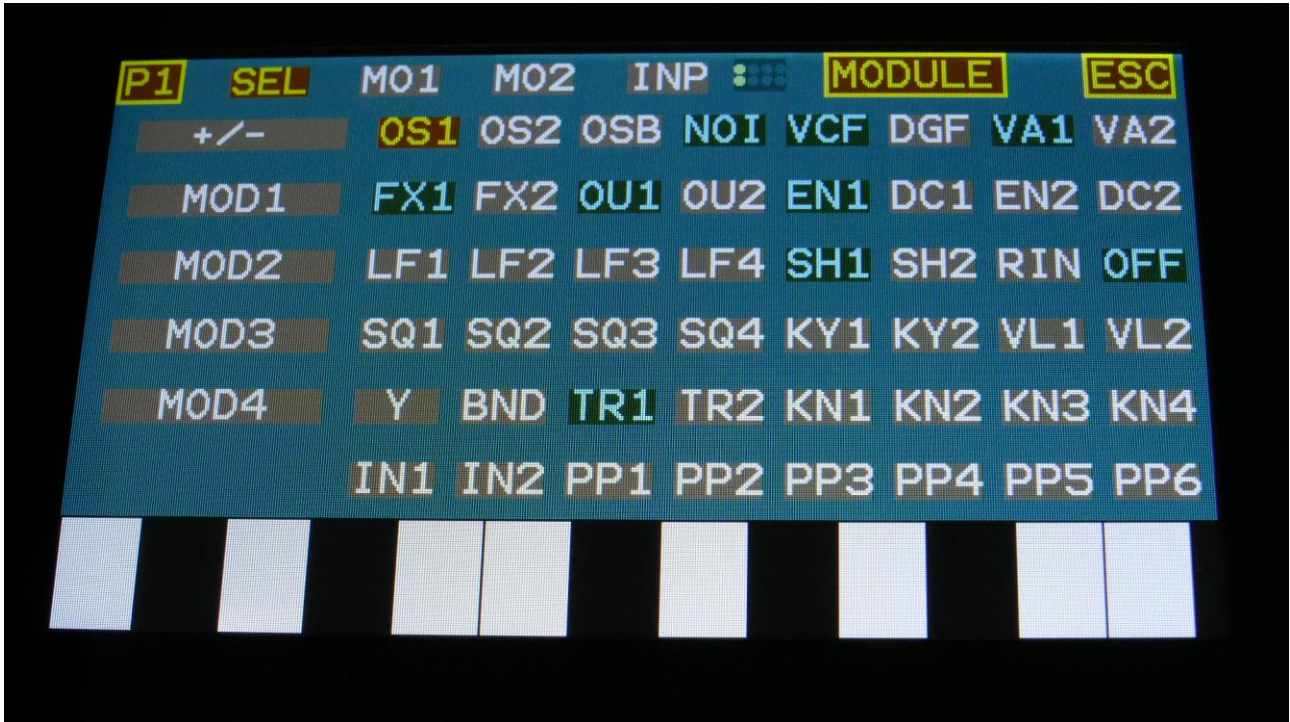 P1 SEL MO1 MO2 INP MODULE ESC
+/- OS1 OS2 OSB NOI VCF DGF VA1 VA2
MOD1 FX1 FX2 OU1 OU2 EN1 DC1 EN2 DC2
MOD2 LF1 LF2 LF3 LF4 SH1 SH2 RIN OFF
MOD3 SQ1 SQ2 SQ3 SQ4 KY1 KY2 VL1 VL2
MOD4 Y BND TR1 TR2 KN1 KN2 KN3 KN4
IN1 IN2 PP1 PP2 PP3 PP4 PP5 PP6